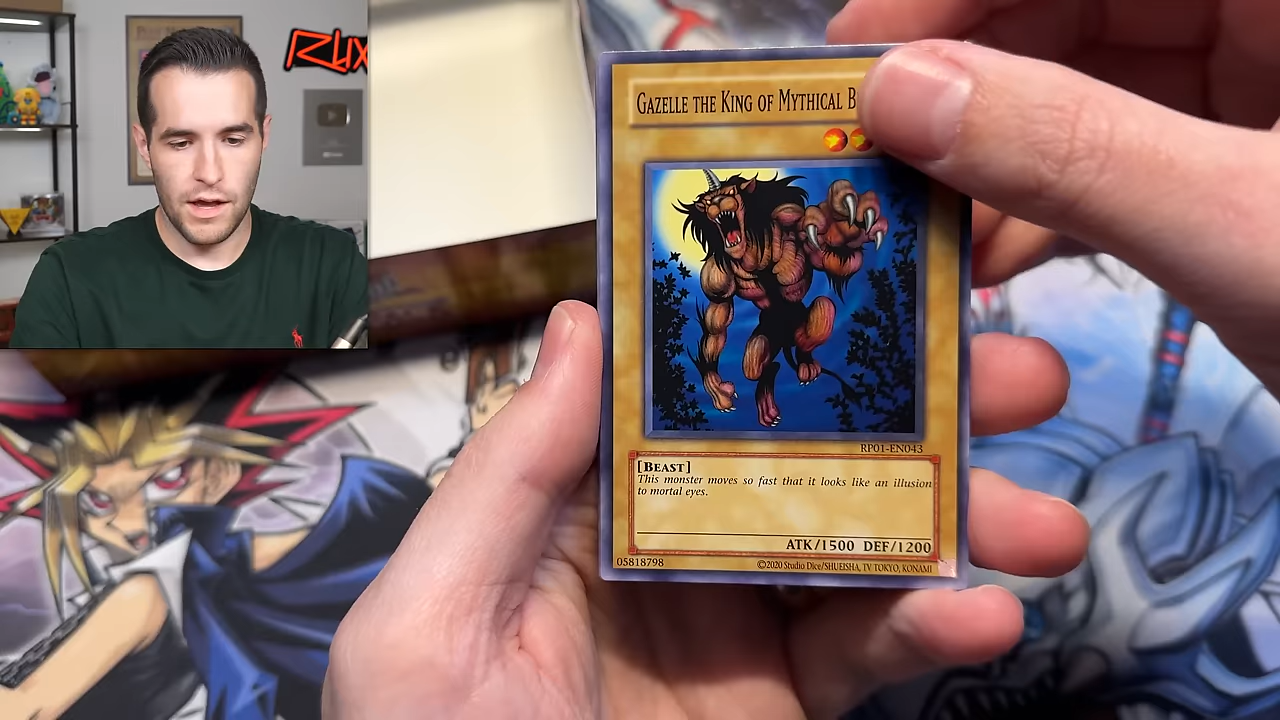 GAZELLE THE KING OF MYTHICAL B
RP01-EN043
[BEAST]
This monster moves so fast that it looks like an illusion
to mortal eyes.
ATK/1500 DEF/1200
05818798
©2020 Studio Dice/SHUEISHA, TV TOKYO, KONAMI